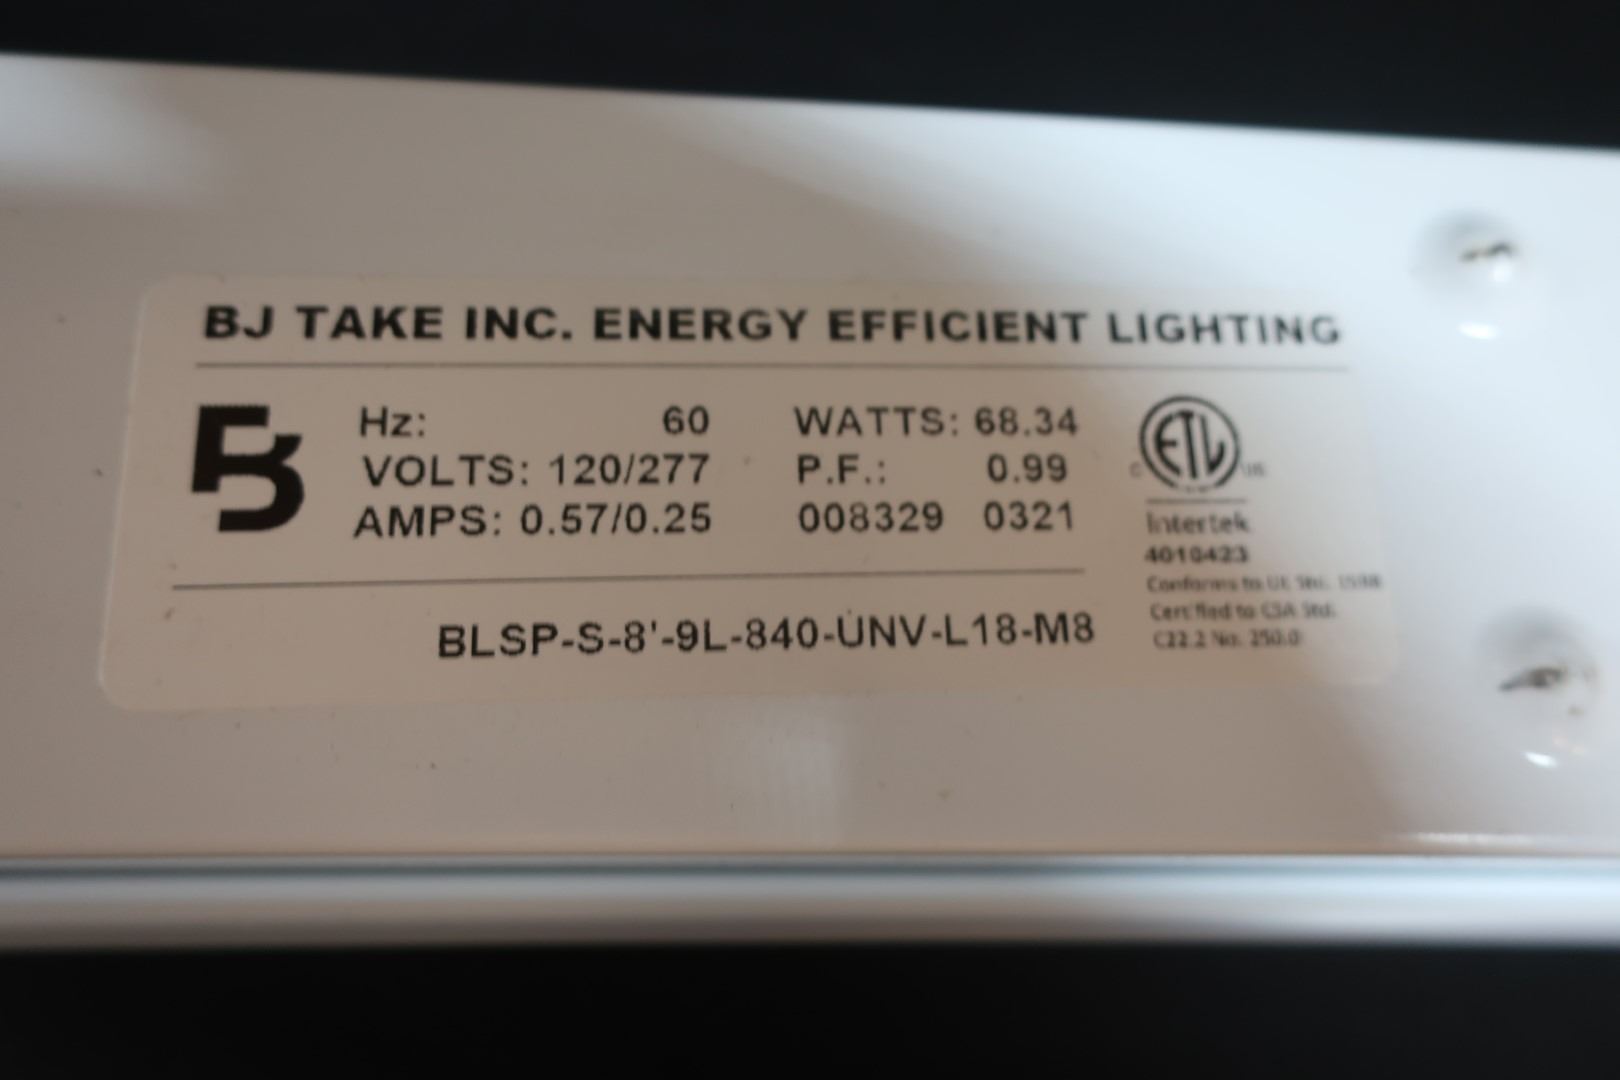 BJ TAKE INC. ENERGY EFFICIENT LIGHTING
Hz: 60 WATTS: 68.34
VOLTS: 120/277 P.F.: 0.99
AMPS: 0.57/0.25 008329 0321
BLSP-S-8'-9L-840-UNV-L18-M8
ETL
C US
Intertek
4010423
Conforms to UL Std. 1598
Certified to CSA Std.
C22.2 No. 250.0